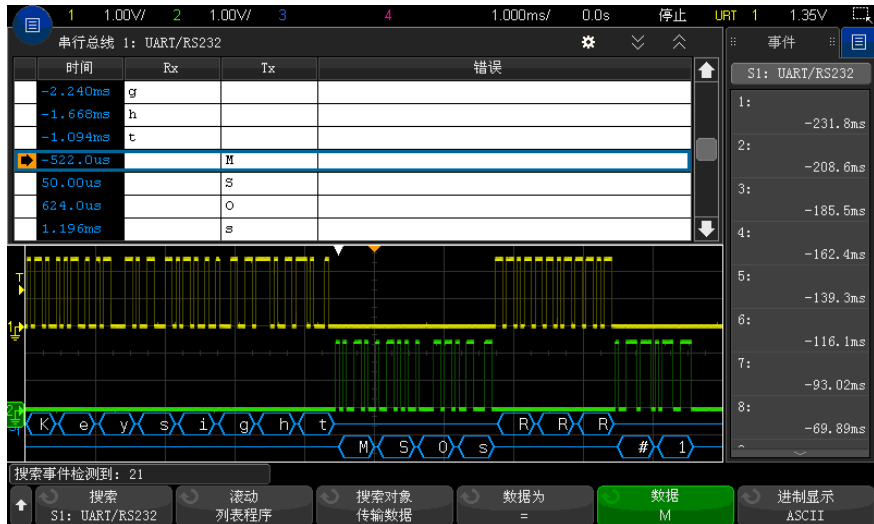 1 1.00V/ 2 1.00V/ 3 4 1.000ms/ 0.0s 停止 URT 1 1.35V
串行总线 1: UART/RS232
时间 Rx Tx 错误
-2.240ms g
-1.668ms h
-1.094ms t
-522.0us M
50.00us S
624.0us O
1.196ms s
事件
S1: UART/RS232
1:
-231.8ms
2:
-208.6ms
3:
-185.5ms
4:
-162.4ms
5:
-139.3ms
6:
-116.1ms
7:
-93.02ms
8:
-69.89ms
T
1
2
K e y s i g h t R R R
M S O s # 1
搜索事件检测到: 21
搜索 滚动 搜索对象 数据为 数据 进制显示
S1: UART/RS232 列表程序 传输数据 = M ASCII